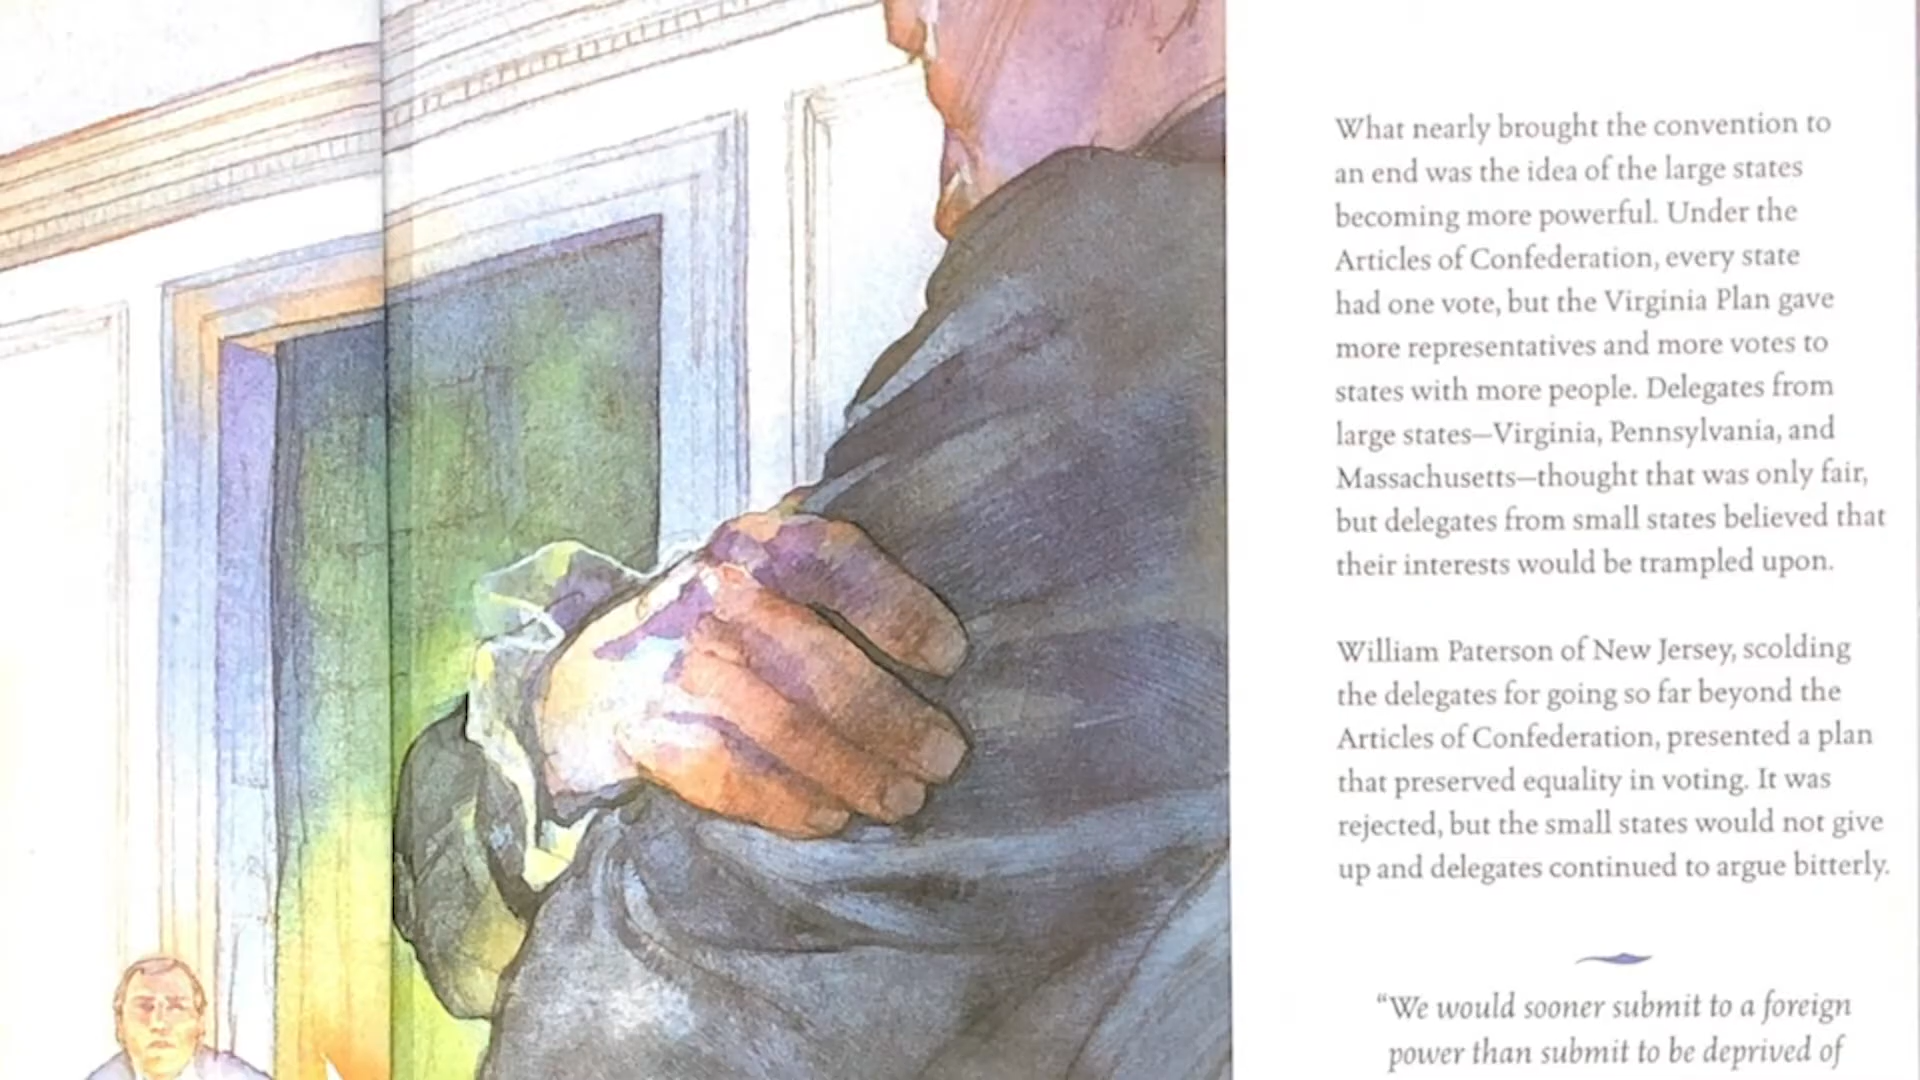 What nearly brought the convention to
an end was the idea of the large states
becoming more powerful. Under the
Articles of Confederation, every state
had one vote, but the Virginia Plan gave
more representatives and more votes to
states with more people. Delegates from
large states—Virginia, Pennsylvania, and
Massachusetts—thought that was only fair,
but delegates from small states believed that
their interests would be trampled upon.
William Paterson of New Jersey, scolding
the delegates for going so far beyond the
Articles of Confederation, presented a plan
that preserved equality in voting. It was
rejected, but the small states would not give
up and delegates continued to argue bitterly.
“We would sooner submit to a foreign
power than submit to be deprived of